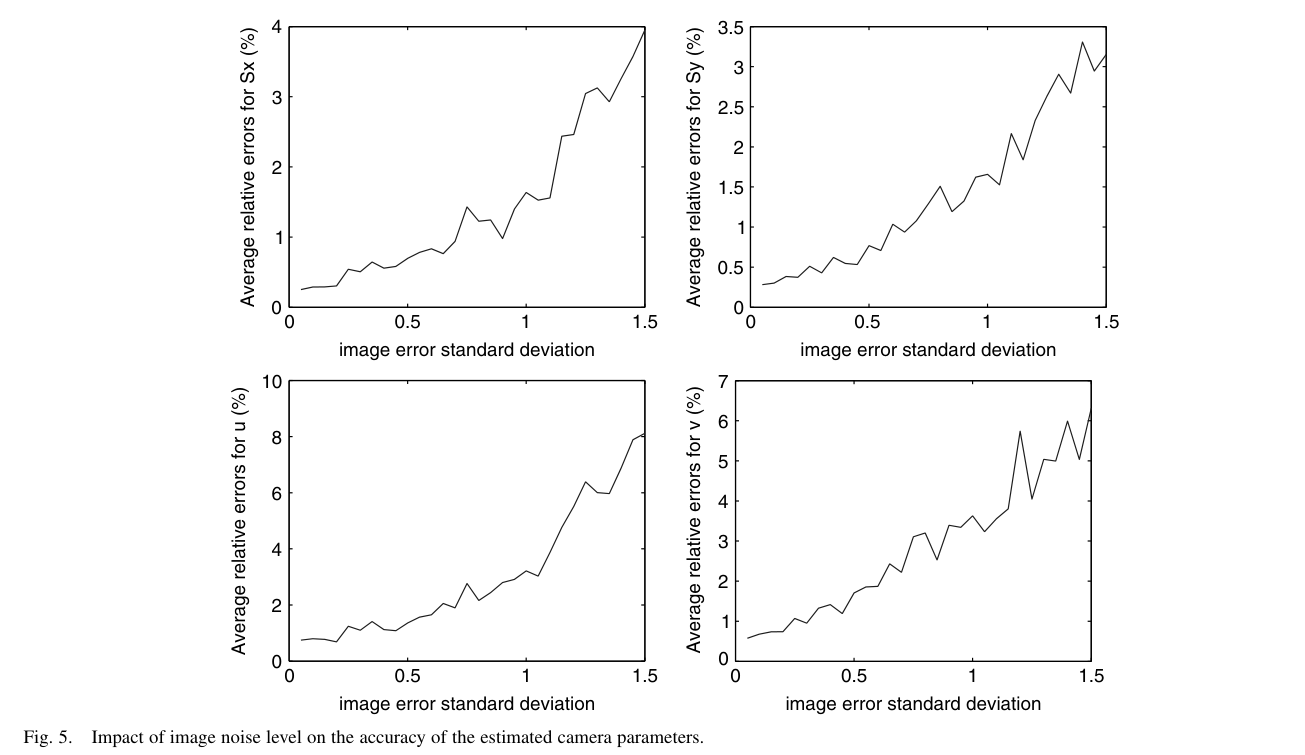 Average relative errors for Sx (%)
4
3
2
1
0
0 0.5 1 1.5
image error standard deviation
Average relative errors for Sy (%)
3.5
3
2.5
2
1.5
1
0.5
0
0 0.5 1 1.5
image error standard deviation
Average relative errors for u (%)
10
8
6
4
2
0
0 0.5 1 1.5
image error standard deviation
Average relative errors for v (%)
7
6
5
4
3
2
1
0
0 0.5 1 1.5
image error standard deviation
Fig. 5. Impact of image noise level on the accuracy of the estimated camera parameters.